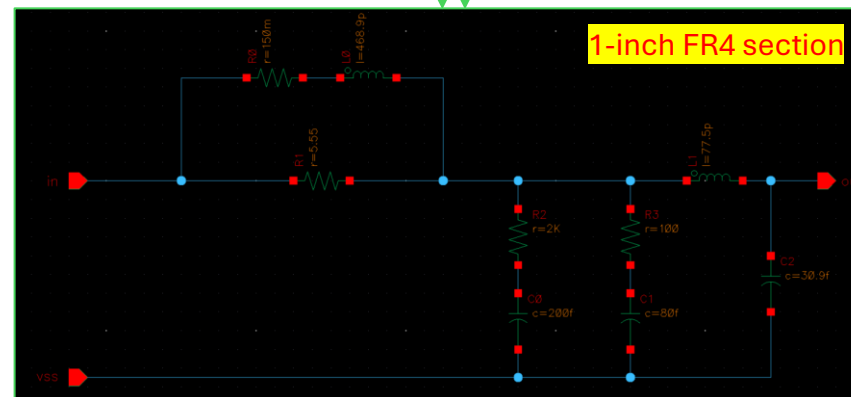 1-inch FR4 section
R0
r=150m
L0
l=468.9p
R1
r=5.55
in
L1
l=77.5p
o
R2
r=2K
R3
r=100
C2
c=30.9f
C0
c=200f
C1
c=80f
vss